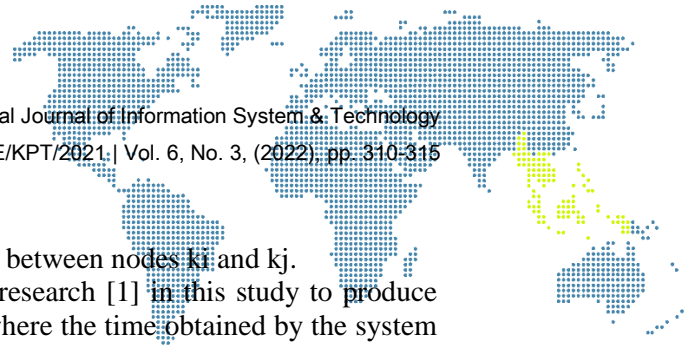 al Journal of Information System & Technology
E/KPT/2021 | Vol. 6, No. 3, (2022), pp. 310-315
between nodes ki and kj.
research [1] in this study to produce
where the time obtained by the system